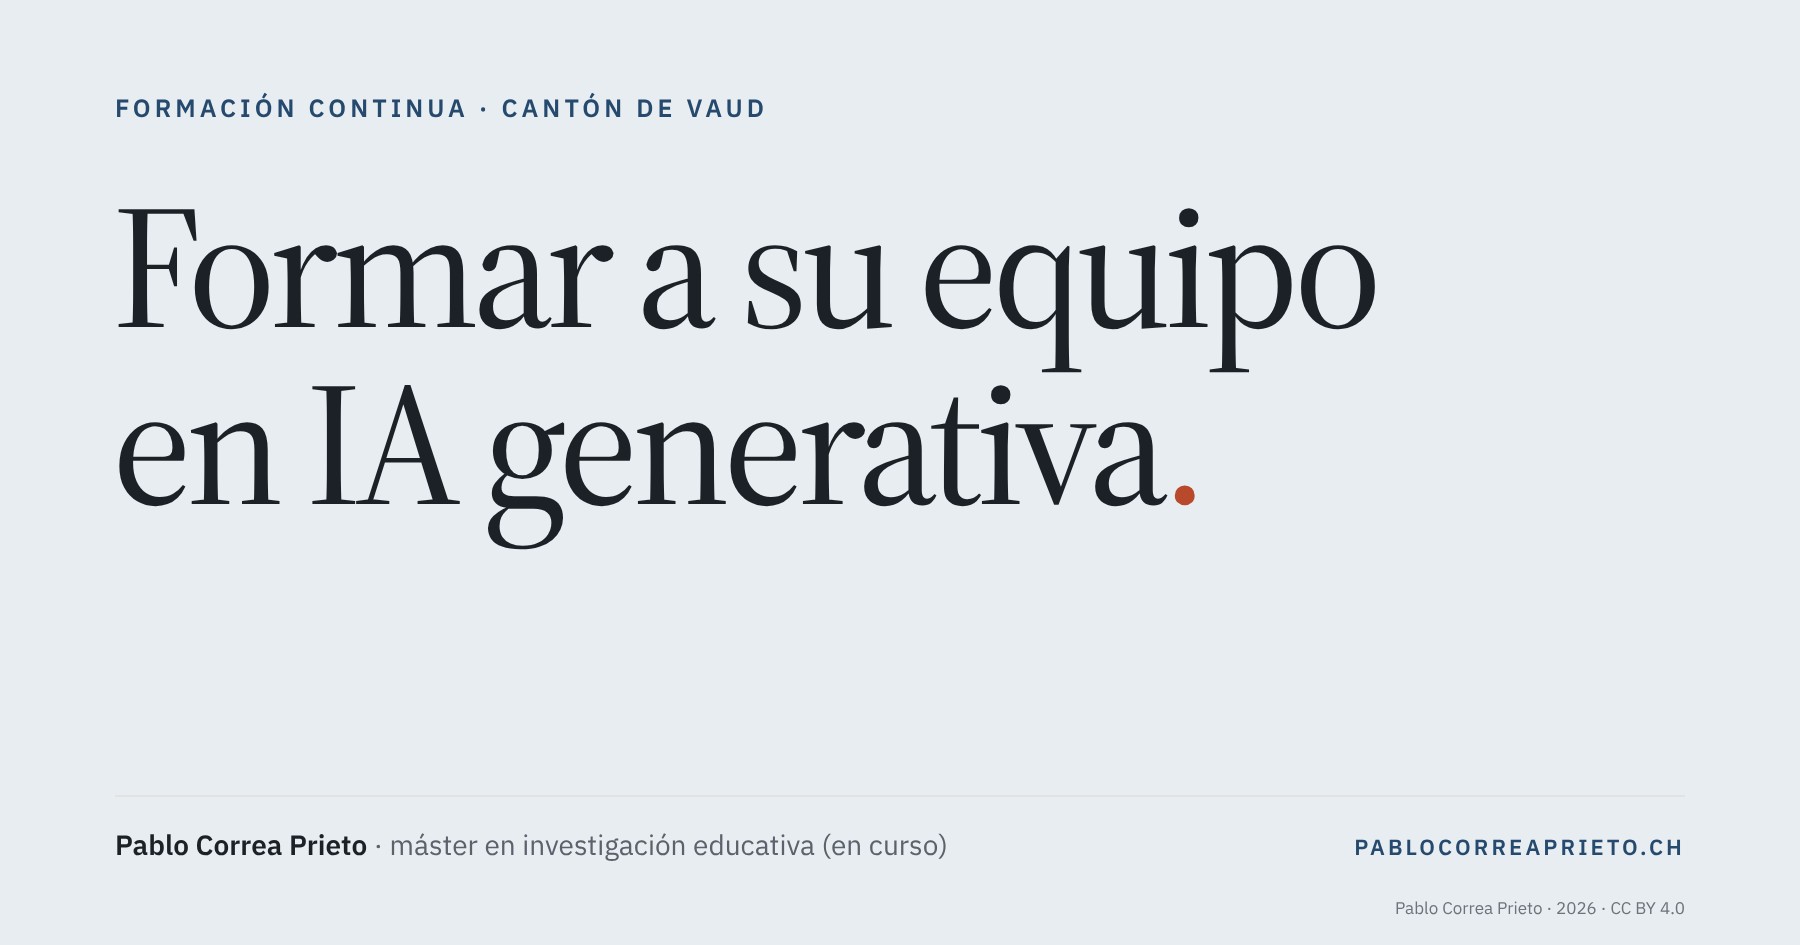 FORMACIÓN CONTINUA · CANTÓN DE VAUD
Formar a su equipo
en IA generativa.
Pablo Correa Prieto · máster en investigación educativa (en curso)
PABLOCORREAPRIETO.CH
Pablo Correa Prieto · 2026 · CC BY 4.0